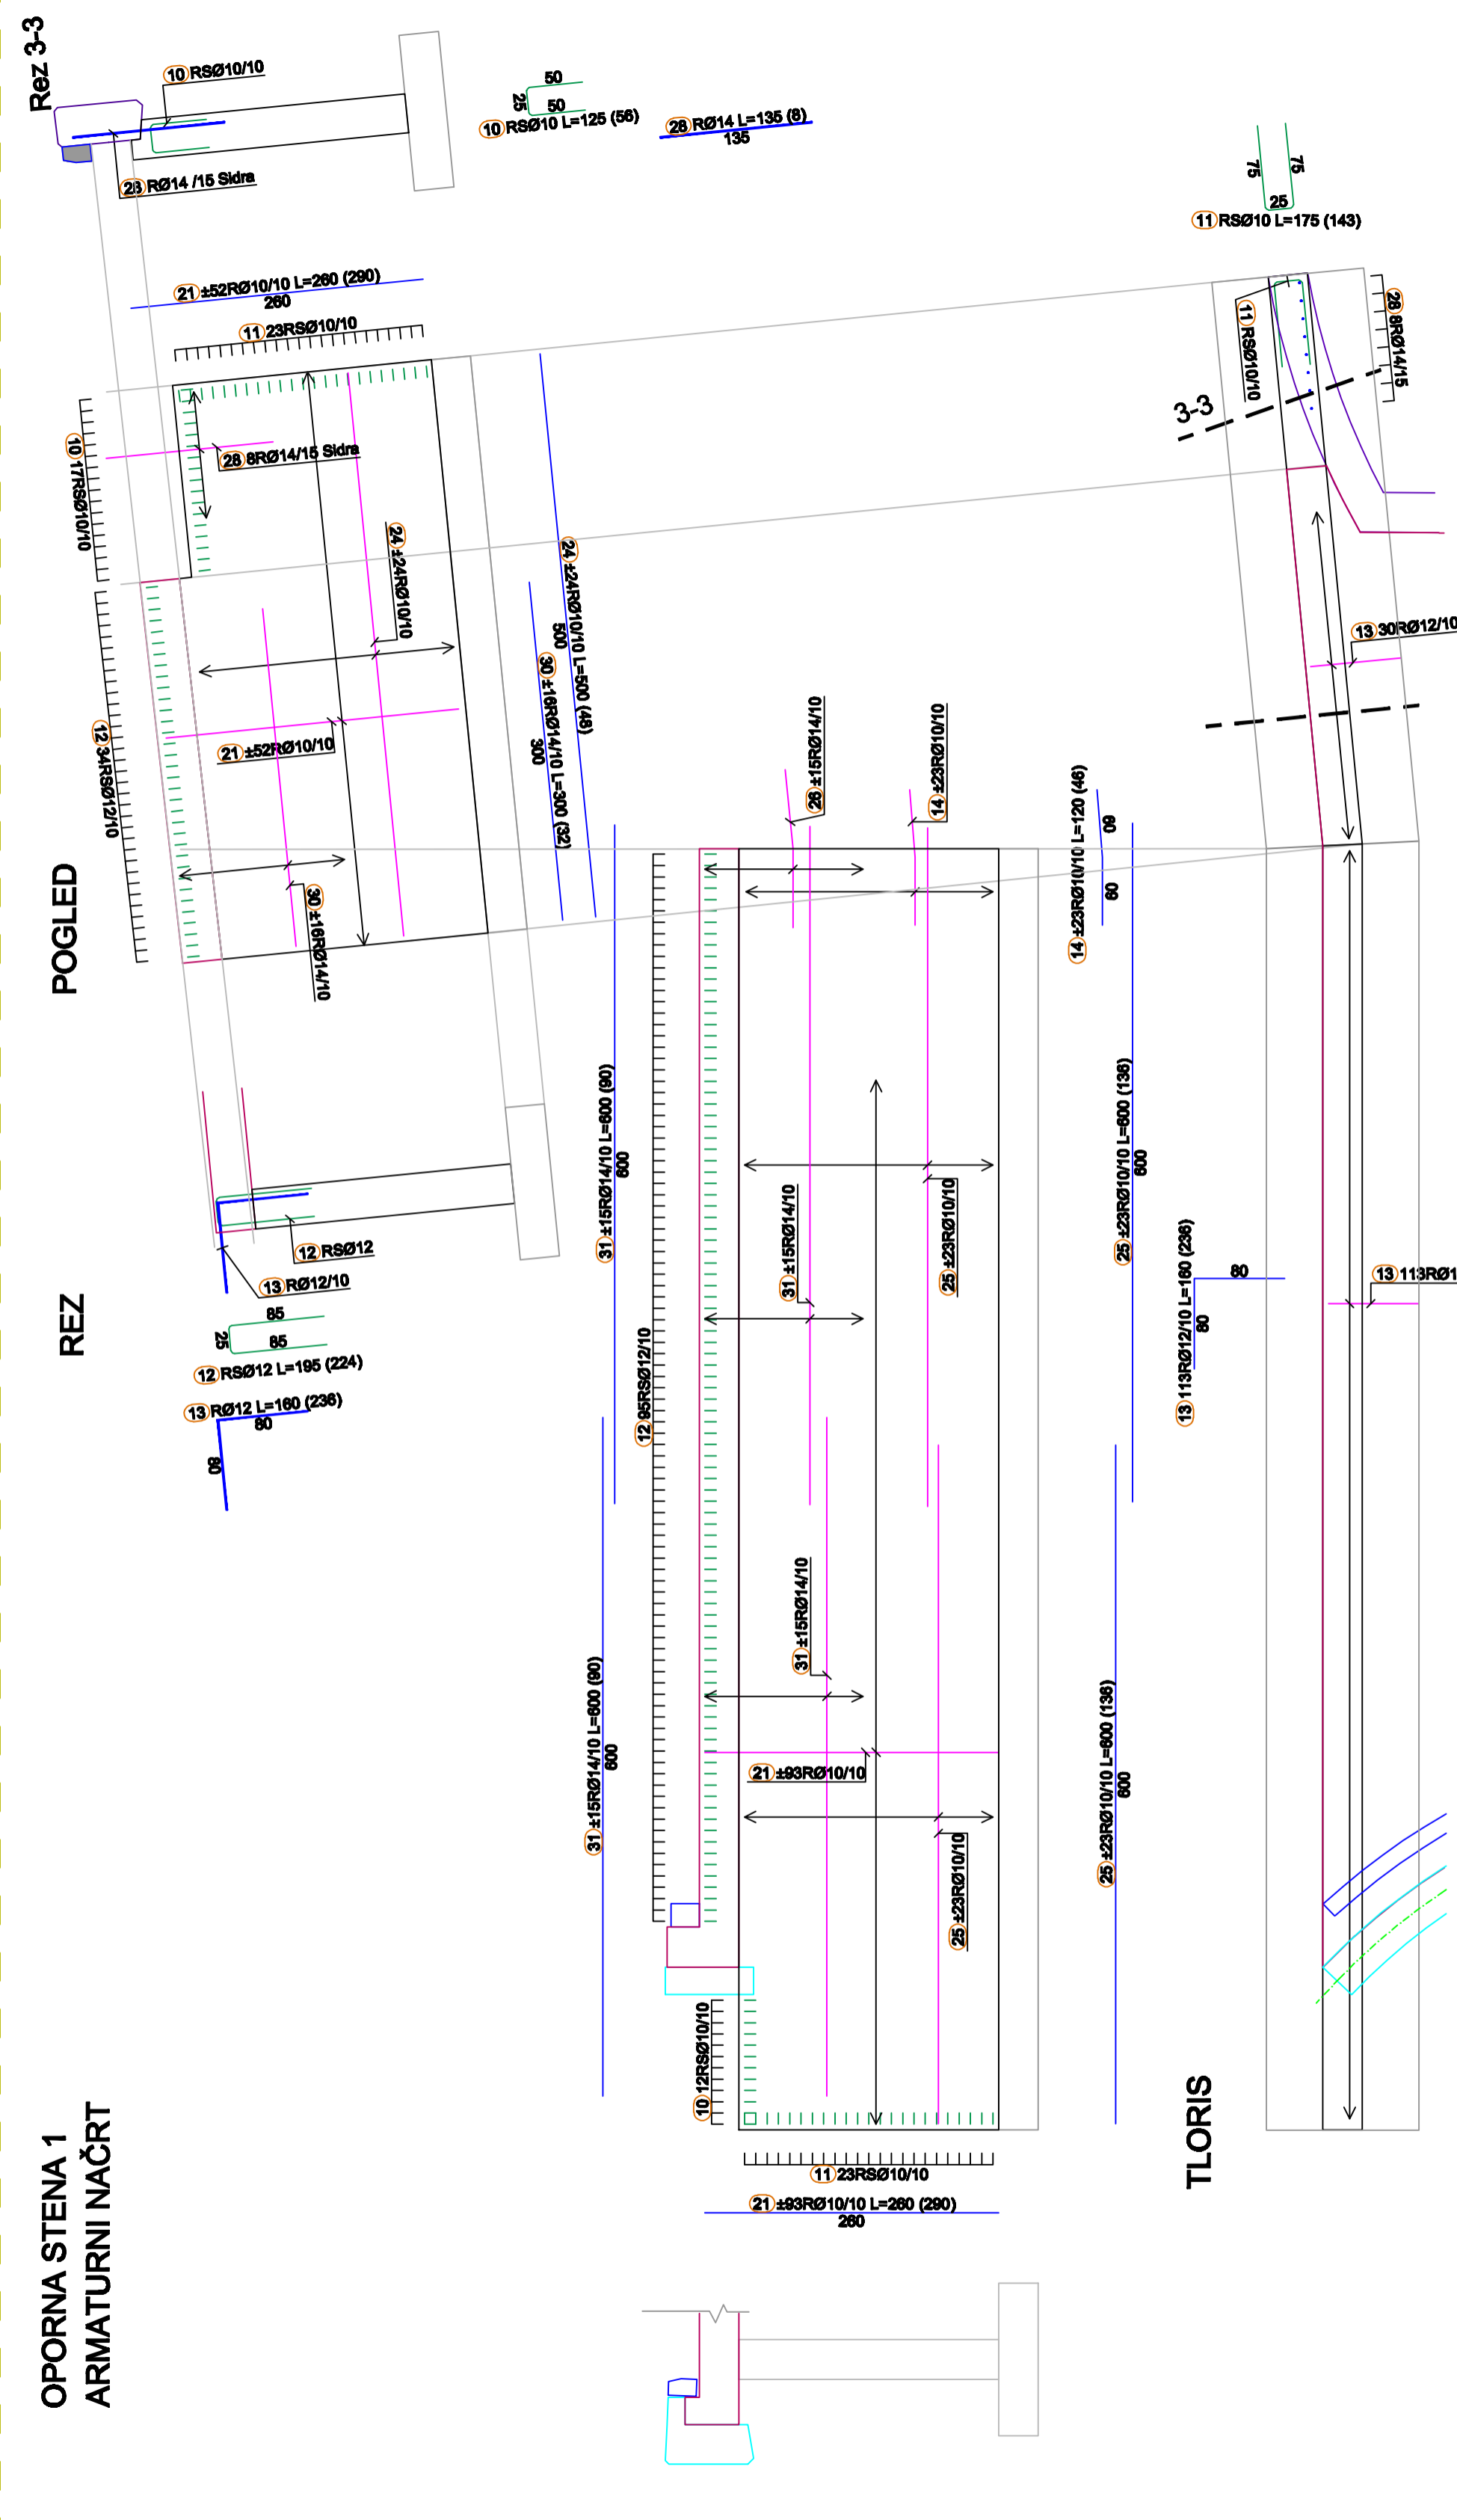 OPORNA STENA 1
ARMATURNI NAČRT
POGLED
REZ
Rez 3-3
10 RSØ10/10
28 RØ14 /15 Sidra
50
25
50
10 RSØ10 L=125 (56)
28 RØ14 L=135 (8)
135
75
75
25
11 RSØ10 L=175 (143)
21 ±52RØ10/10 L=260 (290)
260
11 23RSØ10/10
10 17RSØ10/10
28 8RØ14/15 Sidra
24 ±24RØ10/10
24 ±24RØ10/10 L=500 (48)
500
30 ±16RØ14/10 L=300 (32)
300
12 34RSØ12/10
21 ±52RØ10/10
30 ±16RØ14/10
11 RSØ10/10
28 8RØ14/15
3-3
13 30RØ12/10
26 ±15RØ14/10
14 ±23RØ10/10
14 ±23RØ10/10 L=120 (46)
60
60
12 RSØ12
13 RØ12/10
85
25
85
12 RSØ12 L=195 (224)
13 RØ12 L=160 (236)
80
80
31 ±15RØ14/10 L=600 (90)
600
12 95RSØ12/10
31 ±15RØ14/10
25 ±23RØ10/10
25 ±23RØ10/10 L=600 (136)
600
13 113RØ12/10 L=160 (236)
80
80
13 113RØ1
31 ±15RØ14/10 L=600 (90)
600
31 ±15RØ14/10
21 ±93RØ10/10
25 ±23RØ10/10
25 ±23RØ10/10 L=600 (136)
600
10 12RSØ10/10
11 23RSØ10/10
21 ±93RØ10/10 L=260 (290)
260
TLORIS